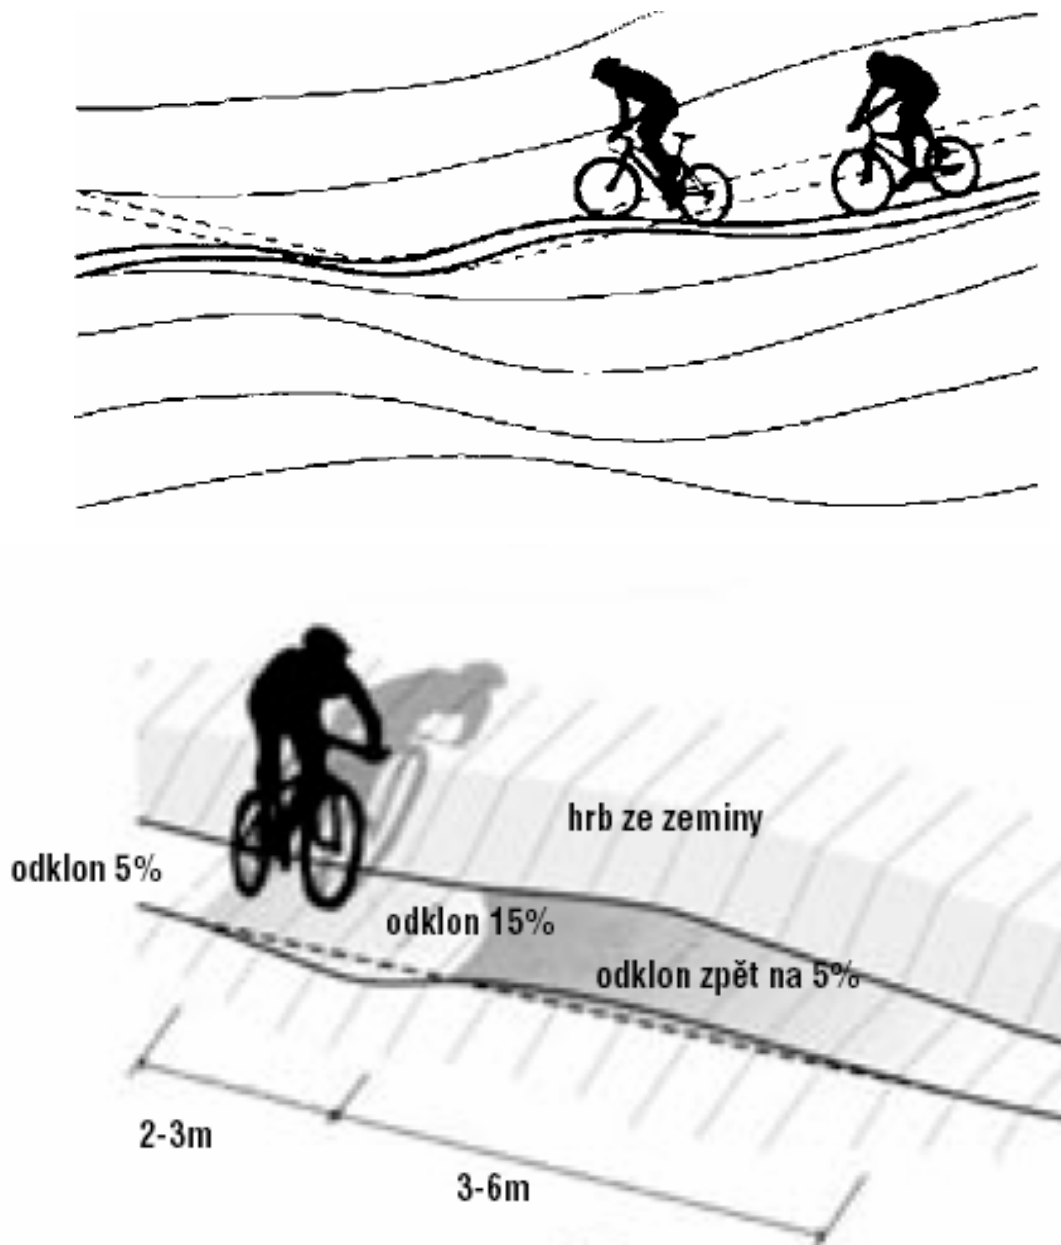 hrb ze zeminy
odklon 5%
odklon 15%
odklon zpět na 5%
2-3m
3-6m